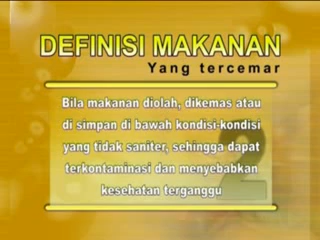 DEFINISI MAKANAN
Yang tercemar
Bila makanan diolah, dikemas atau
di simpan di bawah kondisi-kondisi
yang tidak saniter, sehingga dapat
terkontaminasi dan menyebabkan
kesehatan terganggu